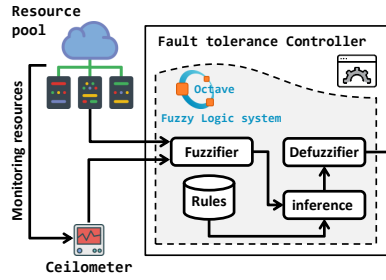 Resource
pool
Monitoring resources
Ceilometer
Fault tolerance Controller
Octave
Fuzzy Logic system
Fuzzifier
Defuzzifier
Rules
inference